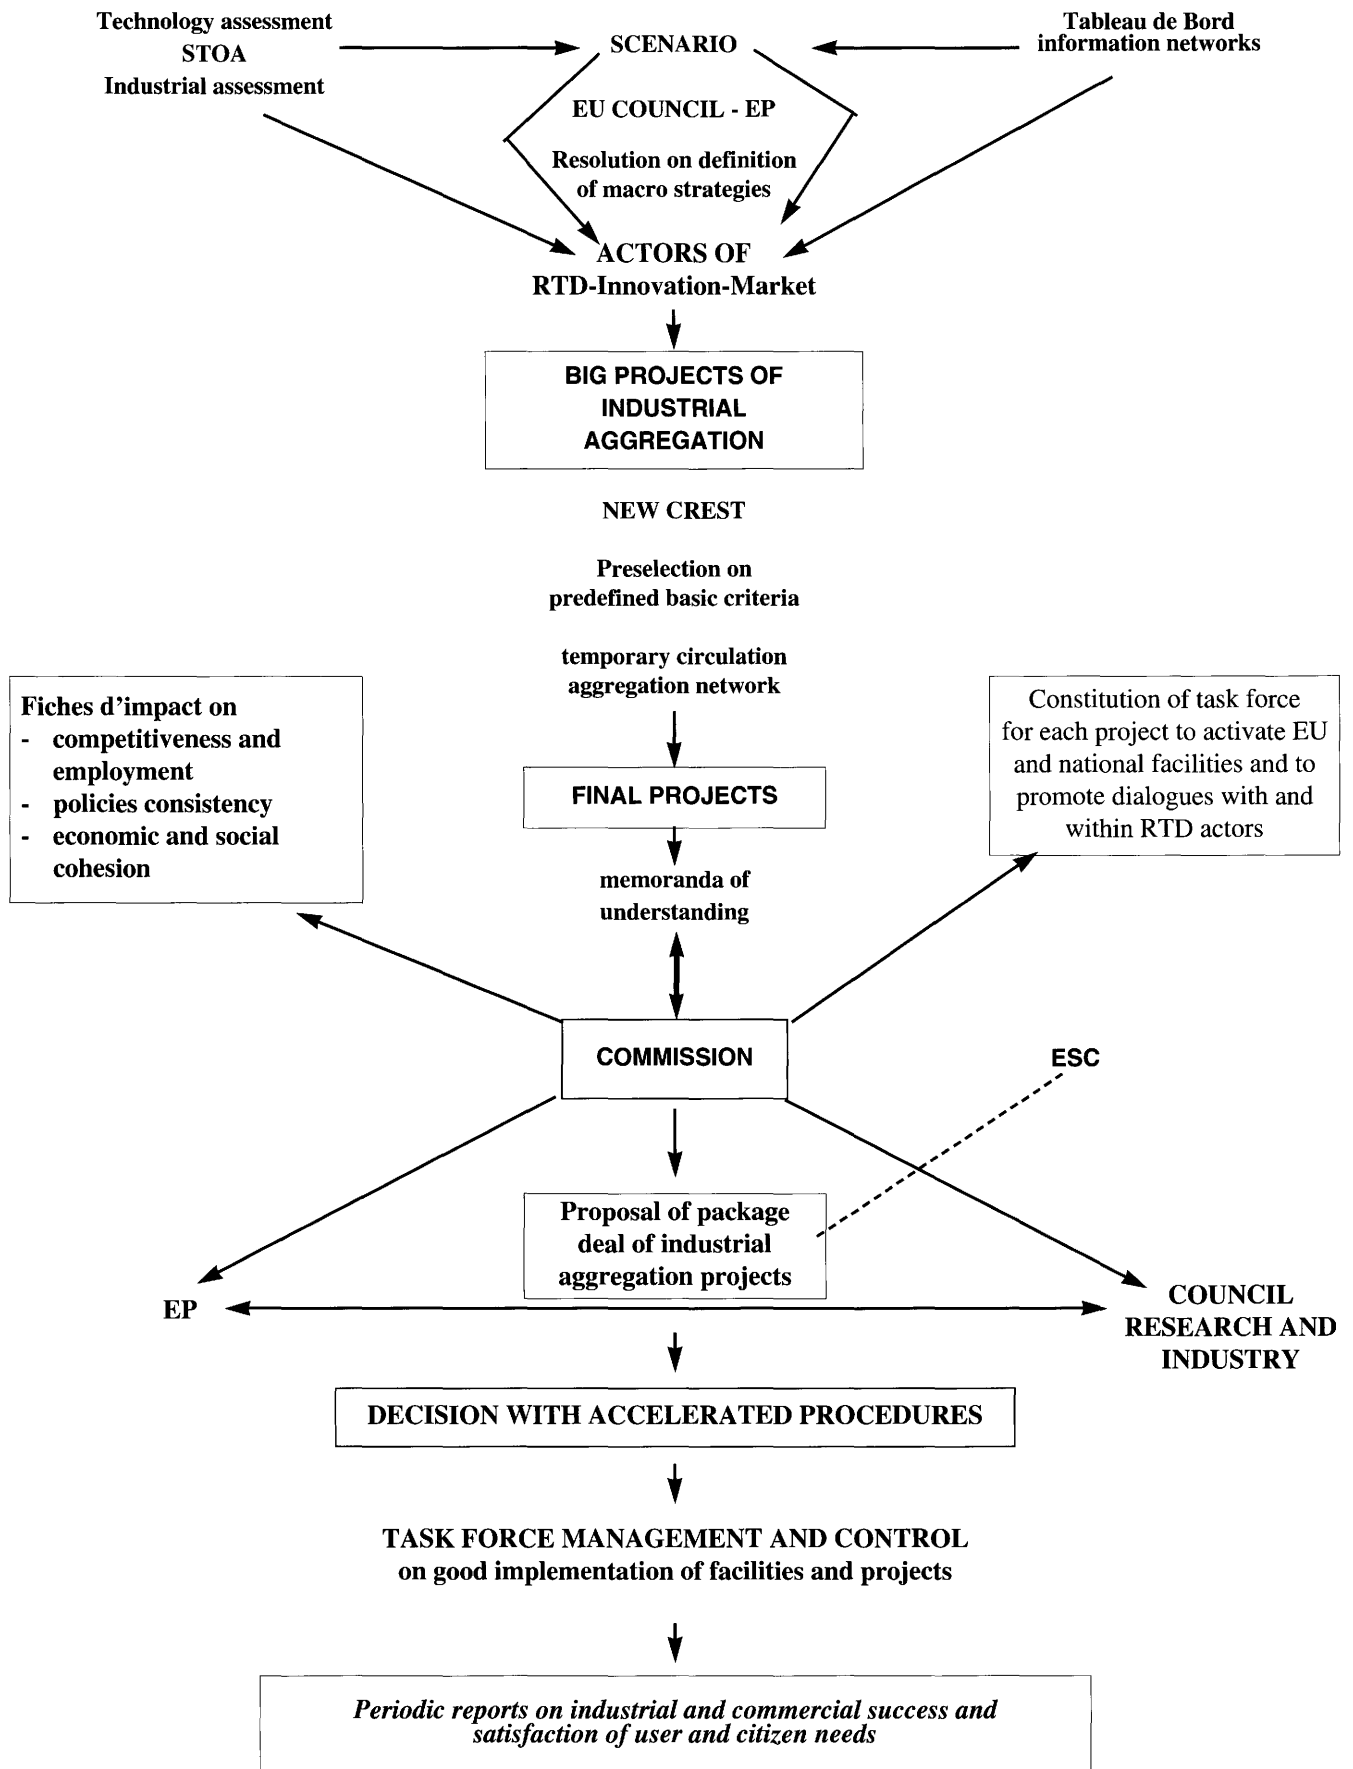 Technology assessment
STOA
Industrial assessment
SCENARIO
Tableau de Bord
information networks
EU COUNCIL - EP
Resolution on definition
of macro strategies
ACTORS OF
RTD-Innovation-Market
BIG PROJECTS OF
INDUSTRIAL
AGGREGATION
NEW CREST
Preselection on
predefined basic criteria
temporary circulation
aggregation network
Fiches d'impact on
- competitiveness and
employment
- policies consistency
- economic and social
cohesion
Constitution of task force
for each project to activate EU
and national facilities and to
promote dialogues with and
within RTD actors
FINAL PROJECTS
memoranda of
understanding
COMMISSION
ESC
Proposal of package
deal of industrial
aggregation projects
EP
COUNCIL
RESEARCH AND
INDUSTRY
DECISION WITH ACCELERATED PROCEDURES
TASK FORCE MANAGEMENT AND CONTROL
on good implementation of facilities and projects
Periodic reports on industrial and commercial success and
satisfaction of user and citizen needs